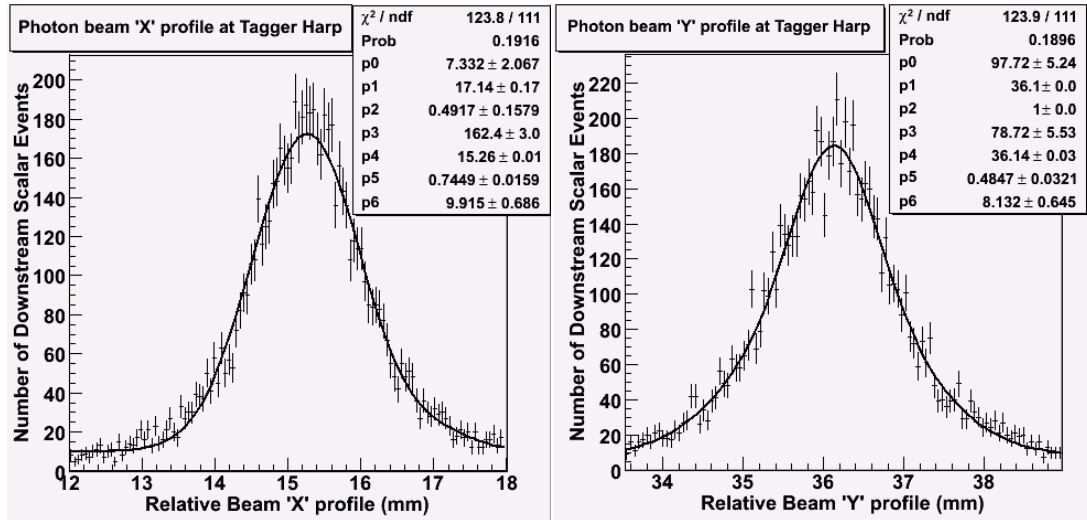 Photon beam 'X' profile at Tagger Harp
χ² / ndf 123.8 / 111
Prob 0.1916
p0 7.332 ± 2.067
p1 17.14 ± 0.17
p2 0.4917 ± 0.1579
p3 162.4 ± 3.0
p4 15.26 ± 0.01
p5 0.7449 ± 0.0159
p6 9.915 ± 0.686
Number of Downstream Scalar Events
200
180
160
140
120
100
80
60
40
20
0
12 13 14 15 16 17 18
Relative Beam 'X' profile (mm)
Photon beam 'Y' profile at Tagger Harp
χ² / ndf 123.9 / 111
Prob 0.1896
p0 97.72 ± 5.24
p1 36.1 ± 0.0
p2 1 ± 0.0
p3 78.72 ± 5.53
p4 36.14 ± 0.03
p5 0.4847 ± 0.0321
p6 8.132 ± 0.645
Number of Downstream Scalar Events
220
200
180
160
140
120
100
80
60
40
20
0
34 35 36 37 38
Relative Beam 'Y' profile (mm)